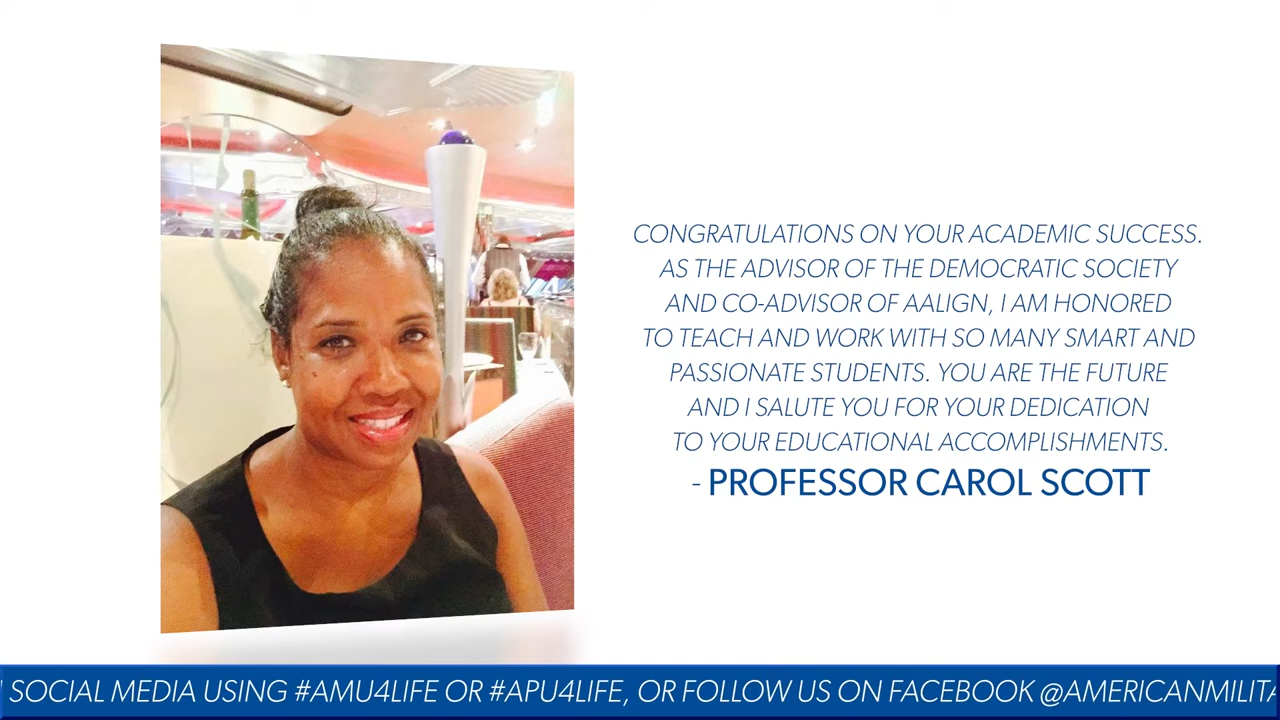 CONGRATULATIONS ON YOUR ACADEMIC SUCCESS.
AS THE ADVISOR OF THE DEMOCRATIC SOCIETY
AND CO-ADVISOR OF AALIGN, I AM HONORED
TO TEACH AND WORK WITH SO MANY SMART AND
PASSIONATE STUDENTS. YOU ARE THE FUTURE
AND I SALUTE YOU FOR YOUR DEDICATION
TO YOUR EDUCATIONAL ACCOMPLISHMENTS.
- PROFESSOR CAROL SCOTT
SOCIAL MEDIA USING #AMU4LIFE OR #APU4LIFE, OR FOLLOW US ON FACEBOOK @AMERICANMILITA